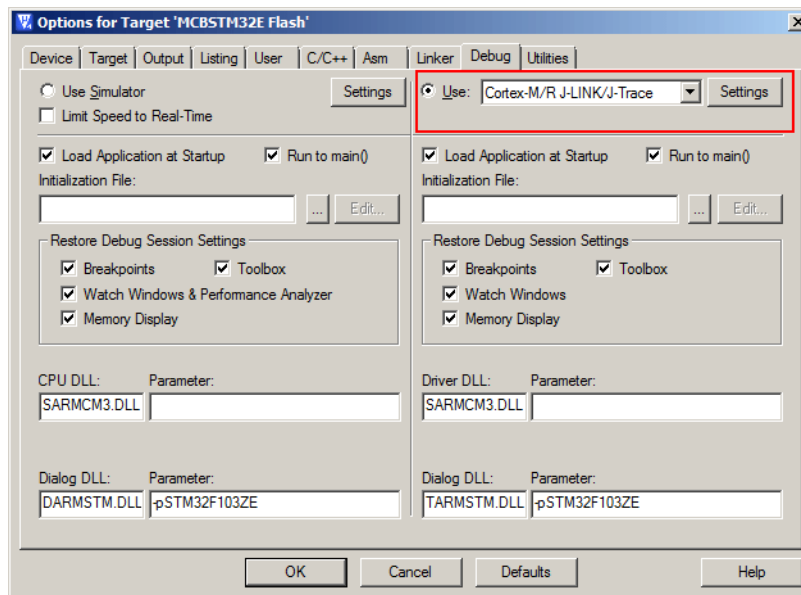 Options for Target 'MCBSTM32E Flash'
Device Target Output Listing User C/C++ Asm Linker Debug Utilities
Use Simulator Settings
Limit Speed to Real-Time
Use: Cortex-M/R J-LINK/J-Trace Settings
Load Application at Startup Run to main()
Initialization File:
... Edit...
Restore Debug Session Settings
Breakpoints Toolbox
Watch Windows & Performance Analyzer
Memory Display
CPU DLL: Parameter:
SARMCM3.DLL
Dialog DLL: Parameter:
DARMSTM.DLL -pSTM32F103ZE
Load Application at Startup Run to main()
Initialization File:
... Edit...
Restore Debug Session Settings
Breakpoints Toolbox
Watch Windows
Memory Display
Driver DLL: Parameter:
SARMCM3.DLL
Dialog DLL: Parameter:
TARMSTM.DLL -pSTM32F103ZE
OK Cancel Defaults Help